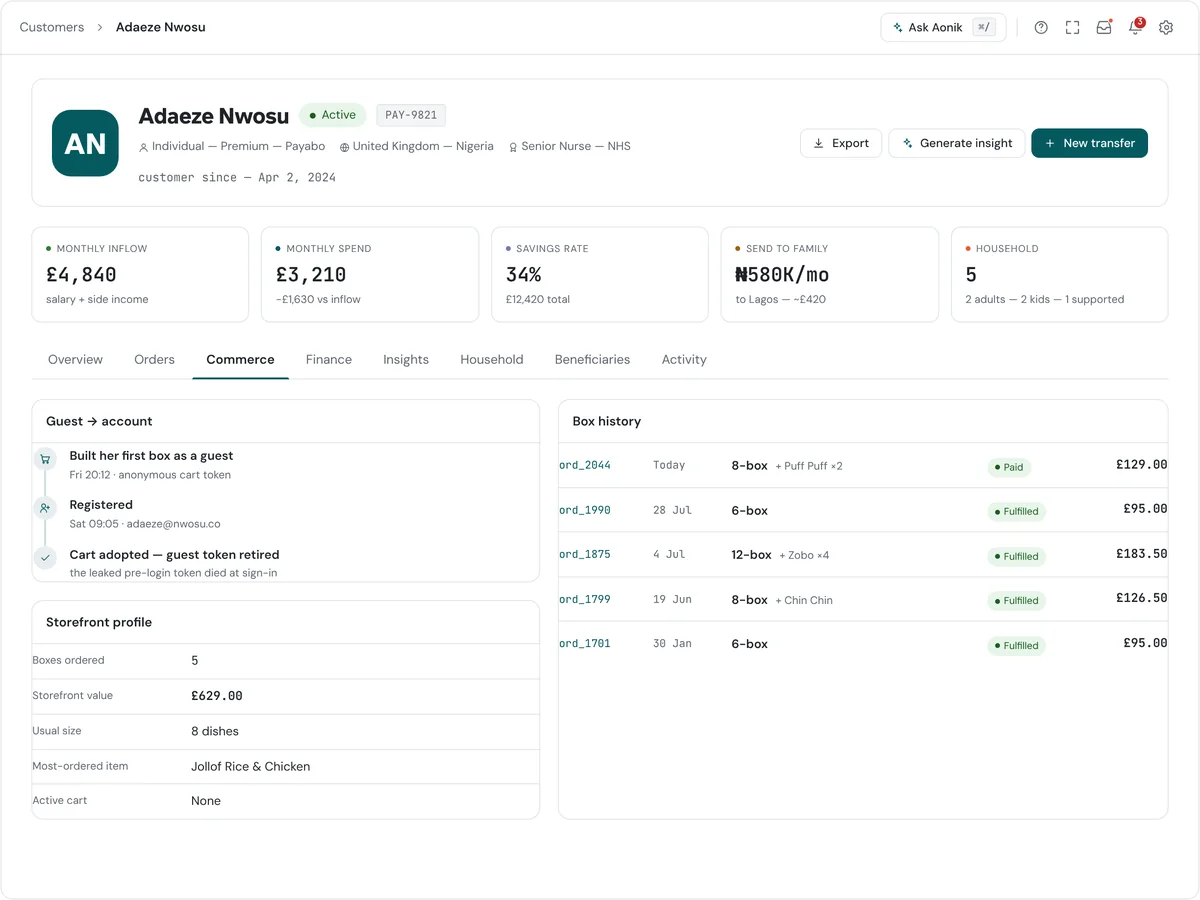 Customers > Adaeze Nwosu
Ask Aonik ⌘/
3
AN
Adaeze Nwosu
Active
PAY-9821
Individual — Premium — Payabo United Kingdom — Nigeria Senior Nurse — NHS
customer since — Apr 2, 2024
Export
Generate insight
+ New transfer
MONTHLY INFLOW
£4,840
salary + side income
MONTHLY SPEND
£3,210
−£1,630 vs inflow
SAVINGS RATE
34%
£12,420 total
SEND TO FAMILY
₦580K/mo
to Lagos — ~£420
HOUSEHOLD
5
2 adults — 2 kids — 1 supported
Overview Orders Commerce Finance Insights Household Beneficiaries Activity
Guest → account
Built her first box as a guest
Fri 20:12 · anonymous cart token
Registered
Sat 09:05 · adaeze@nwosu.co
Cart adopted — guest token retired
the leaked pre-login token died at sign-in
Storefront profile
Boxes ordered 5
Storefront value £629.00
Usual size 8 dishes
Most-ordered item Jollof Rice & Chicken
Active cart None
Box history
ord_2044 Today 8-box + Puff Puff ×2 Paid £129.00
ord_1990 28 Jul 6-box Fulfilled £95.00
ord_1875 4 Jul 12-box + Zobo ×4 Fulfilled £183.50
ord_1799 19 Jun 8-box + Chin Chin Fulfilled £126.50
ord_1701 30 Jan 6-box Fulfilled £95.00